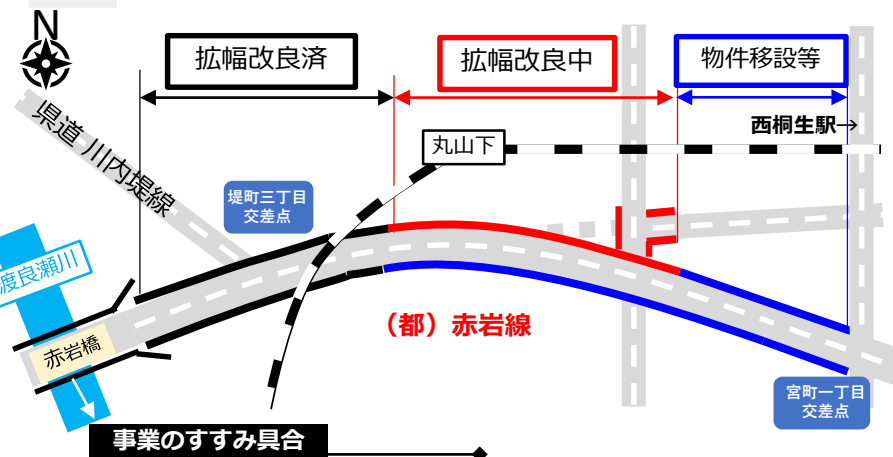 N
拡幅改良済
拡幅改良中
物件移設等
西桐生駅→
県道 川内堤線
丸山下
堤町三丁目
交差点
渡良瀬川
(都)赤岩線
赤岩橋
宮町一丁目
交差点
事業のすすみ具合